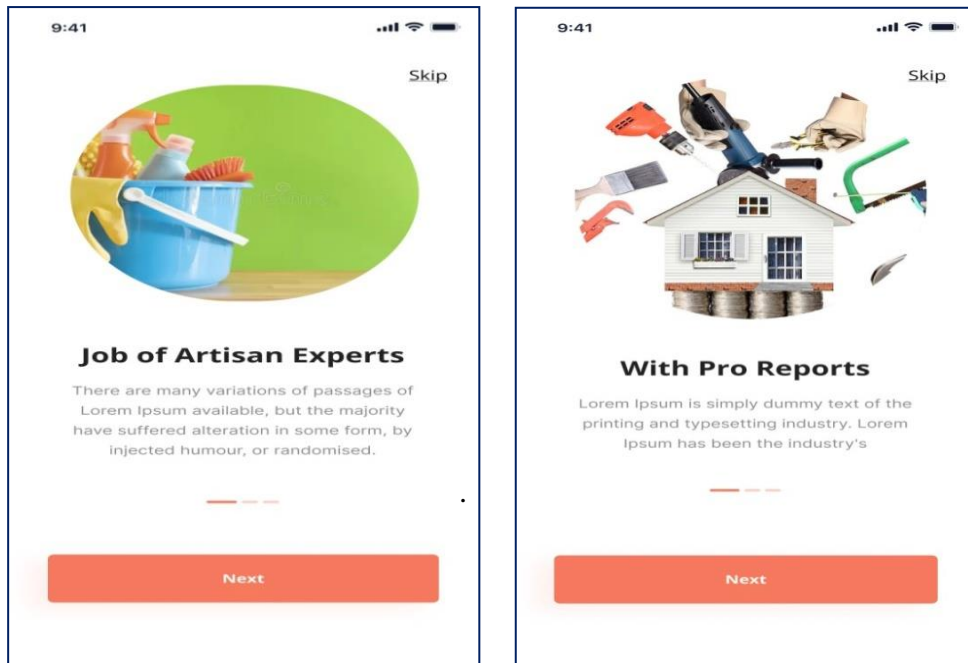 9:41
Skip
Job of Artisan Experts
There are many variations of passages of
Lorem Ipsum available, but the majority
have suffered alteration in some form, by
injected humour, or randomised.
Next
9:41
Skip
With Pro Reports
Lorem Ipsum is simply dummy text of the
printing and typesetting industry. Lorem
Ipsum has been the industry's
Next